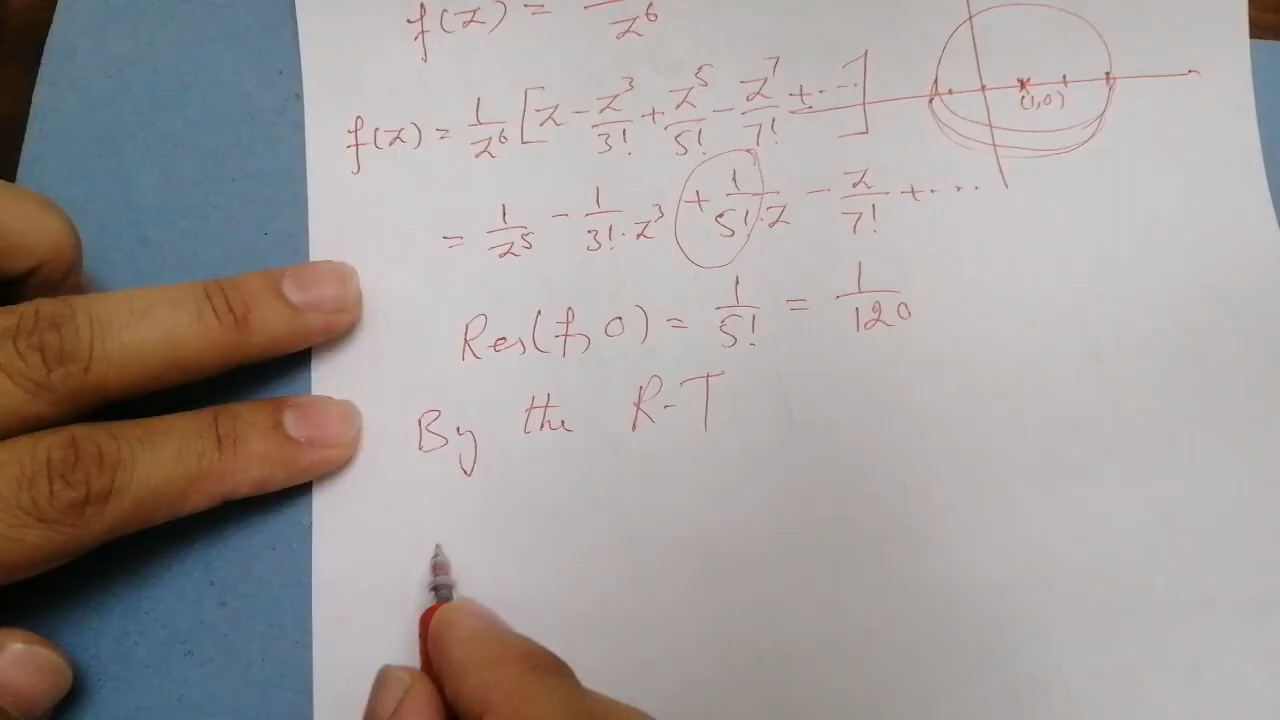 f(z) = — z⁶
f(z) = 1/z⁶ [z - z³/3! + z⁵/5! - z⁷/7! + ...]
(1,0)
= 1/z⁵ - 1/3!·z³ + 1/5!·z - z/7! + ...
Res(f, 0) = 1/5! = 1/120
By the R-T